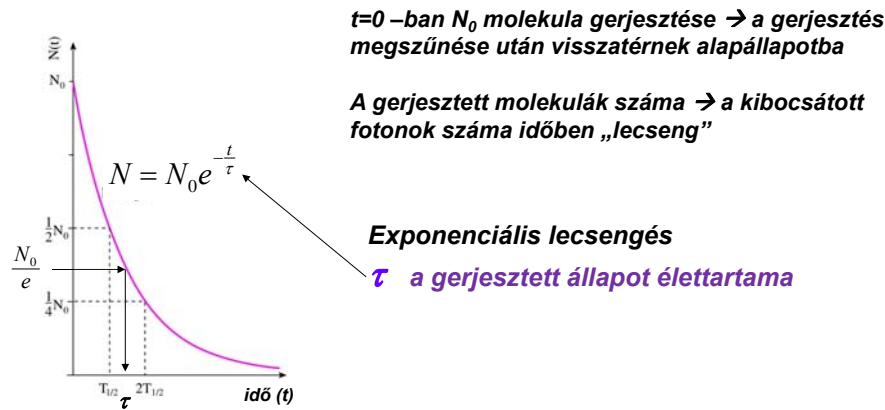 t=0 –ban N₀ molekula gerjesztése → a gerjesztés
megszűnése után visszatérnek alapállapotba
A gerjesztett molekulák száma → a kibocsátott
fotonok száma időben „lecseng”
N(t)
N₀
N = N₀e^{-t/τ}
½N₀
N₀/e
¼N₀
Exponenciális lecsengés
τ a gerjesztett állapot élettartama
T₁/₂ τ 2T₁/₂ idő (t)